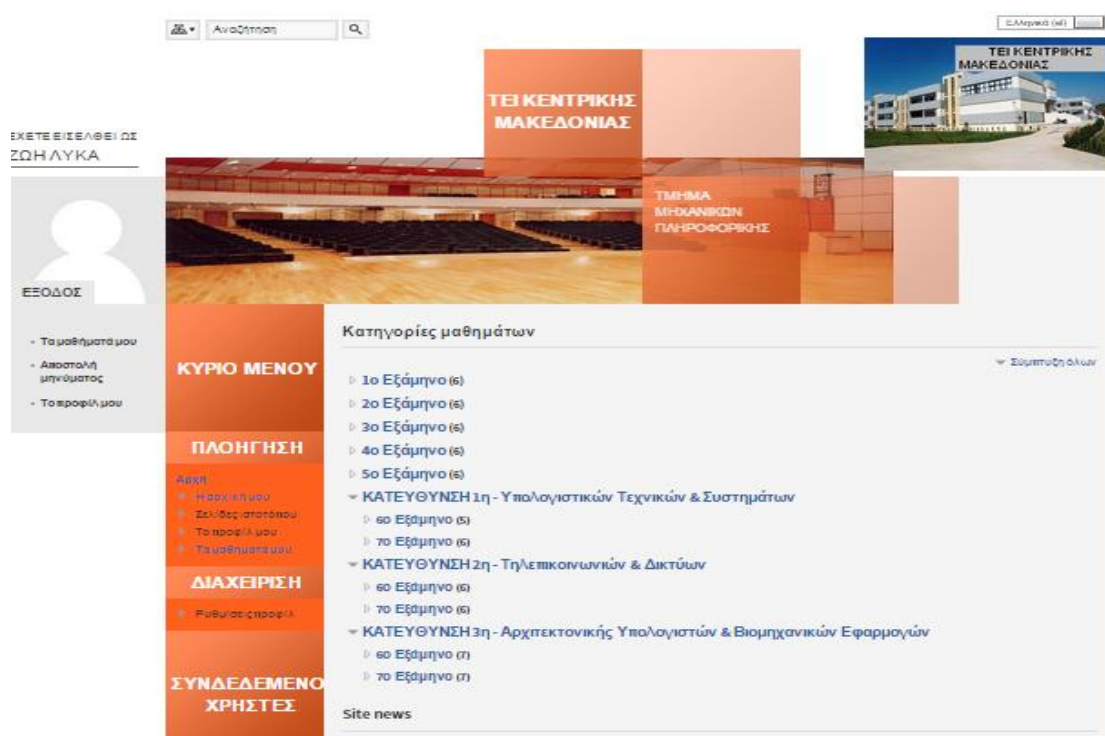 Αναζήτηση
Ελληνικά (el)
ΤΕΙ ΚΕΝΤΡΙΚΗΣ
ΜΑΚΕΔΟΝΙΑΣ
ΤΕΙ ΚΕΝΤΡΙΚΗΣ
ΜΑΚΕΔΟΝΙΑΣ
ΕΧΕΤΕ ΕΙΣΕΛΘΕΙ ΩΣ
ΖΩΗ ΛΥΚΑ
ΤΜΗΜΑ
ΜΗΧΑΝΙΚΩΝ
ΠΛΗΡΟΦΟΡΙΚΗΣ
ΕΞΟΔΟΣ
Τα μαθήματά μου
Αποστολή
μηνύματος
Το προφίλ μου
ΚΥΡΙΟ ΜΕΝΟΥ
ΠΛΟΗΓΗΣΗ
Αρχή
Η αρχική μου
Σελίδες ιστοτόπου
Το προφίλ μου
Τα μαθήματά μου
ΔΙΑΧΕΙΡΙΣΗ
Ρυθμίσεις προφίλ
ΣΥΝΔΕΔΕΜΕΝΟ
ΧΡΗΣΤΕΣ
Κατηγορίες μαθημάτων
Σύμπτυξη όλων
1ο Εξάμηνο (6)
2ο Εξάμηνο (6)
3ο Εξάμηνο (6)
4ο Εξάμηνο (6)
5ο Εξάμηνο (6)
ΚΑΤΕΥΘΥΝΣΗ 1η - Υπολογιστικών Τεχνικών & Συστημάτων
6ο Εξάμηνο (5)
7ο Εξάμηνο (6)
ΚΑΤΕΥΘΥΝΣΗ 2η - Τηλεπικοινωνιών & Δικτύων
6ο Εξάμηνο (6)
7ο Εξάμηνο (6)
ΚΑΤΕΥΘΥΝΣΗ 3η - Αρχιτεκτονικής Υπολογιστών & Βιομηχανικών Εφαρμογών
6ο Εξάμηνο (7)
7ο Εξάμηνο (7)
Site news